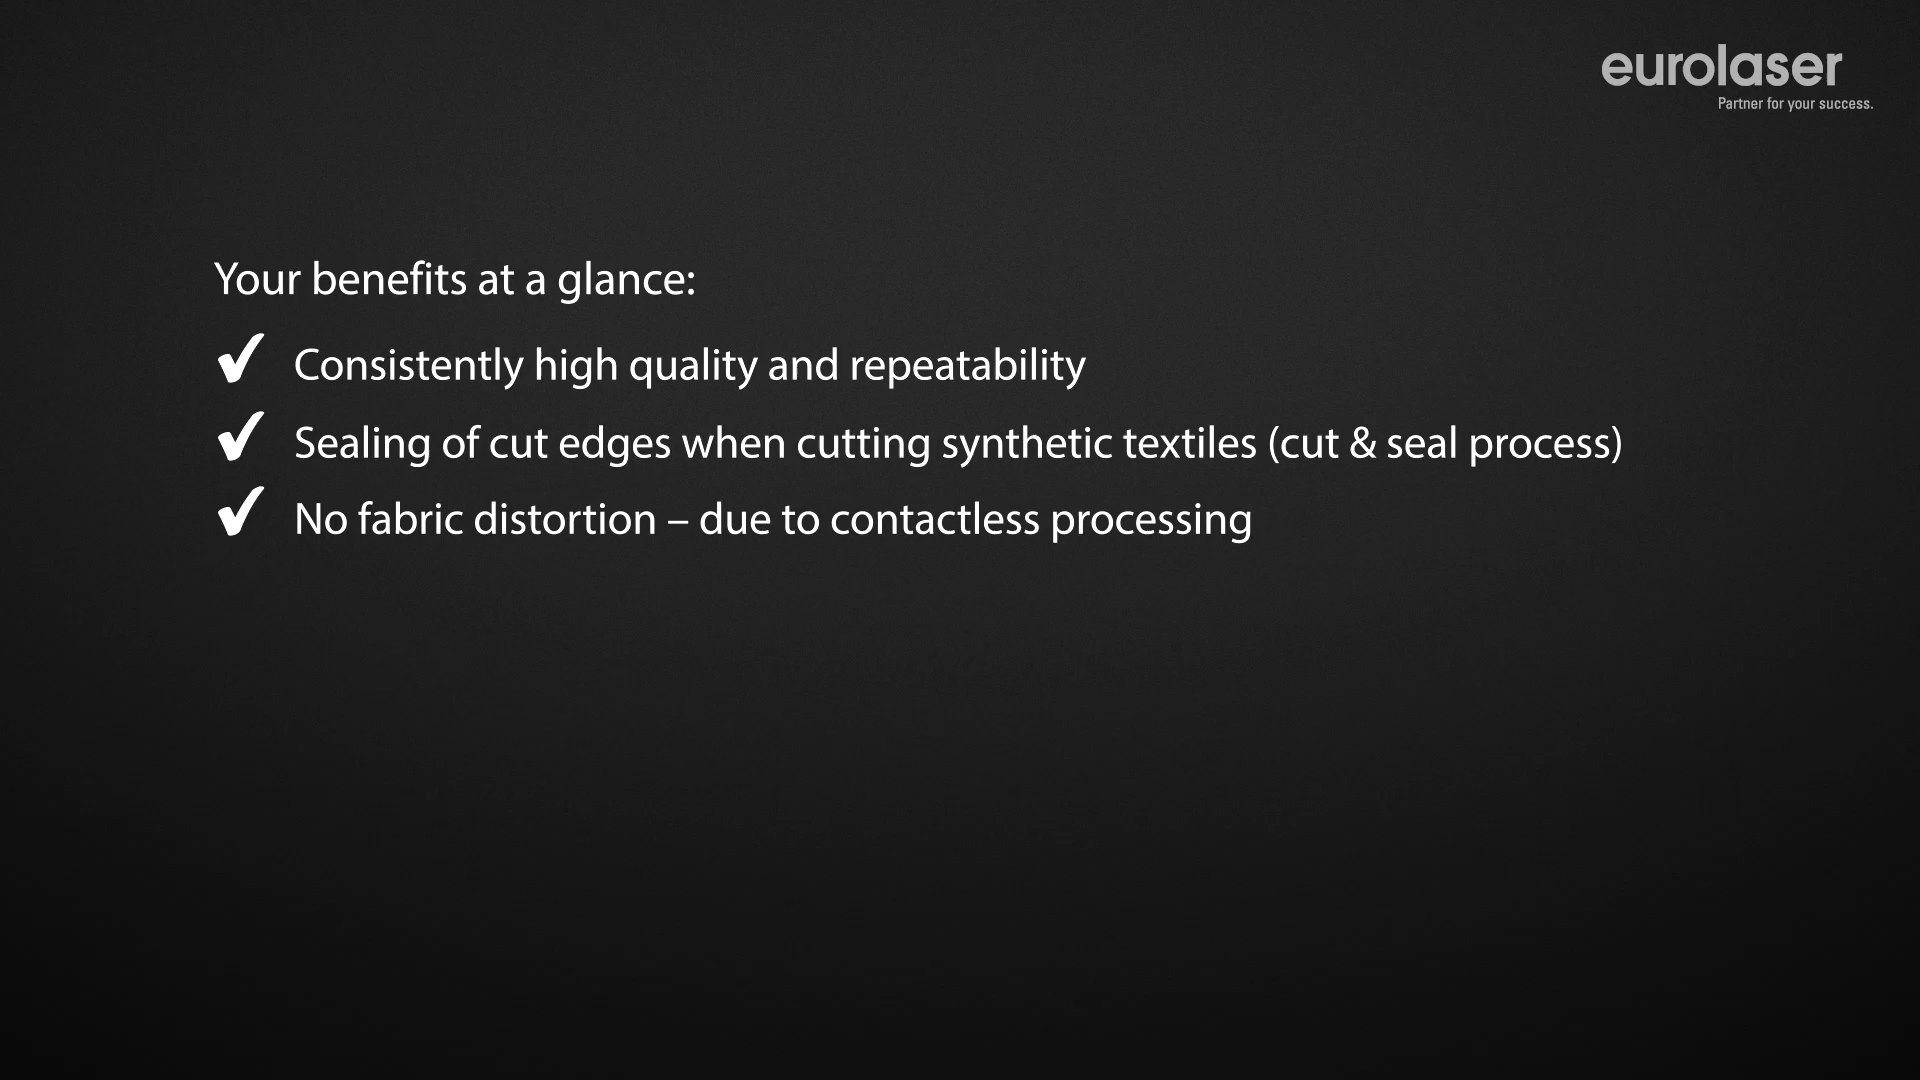 eurolaser
Partner for your success.
Your benefits at a glance:
✔ Consistently high quality and repeatability
✔ Sealing of cut edges when cutting synthetic textiles (cut & seal process)
✔ No fabric distortion – due to contactless processing